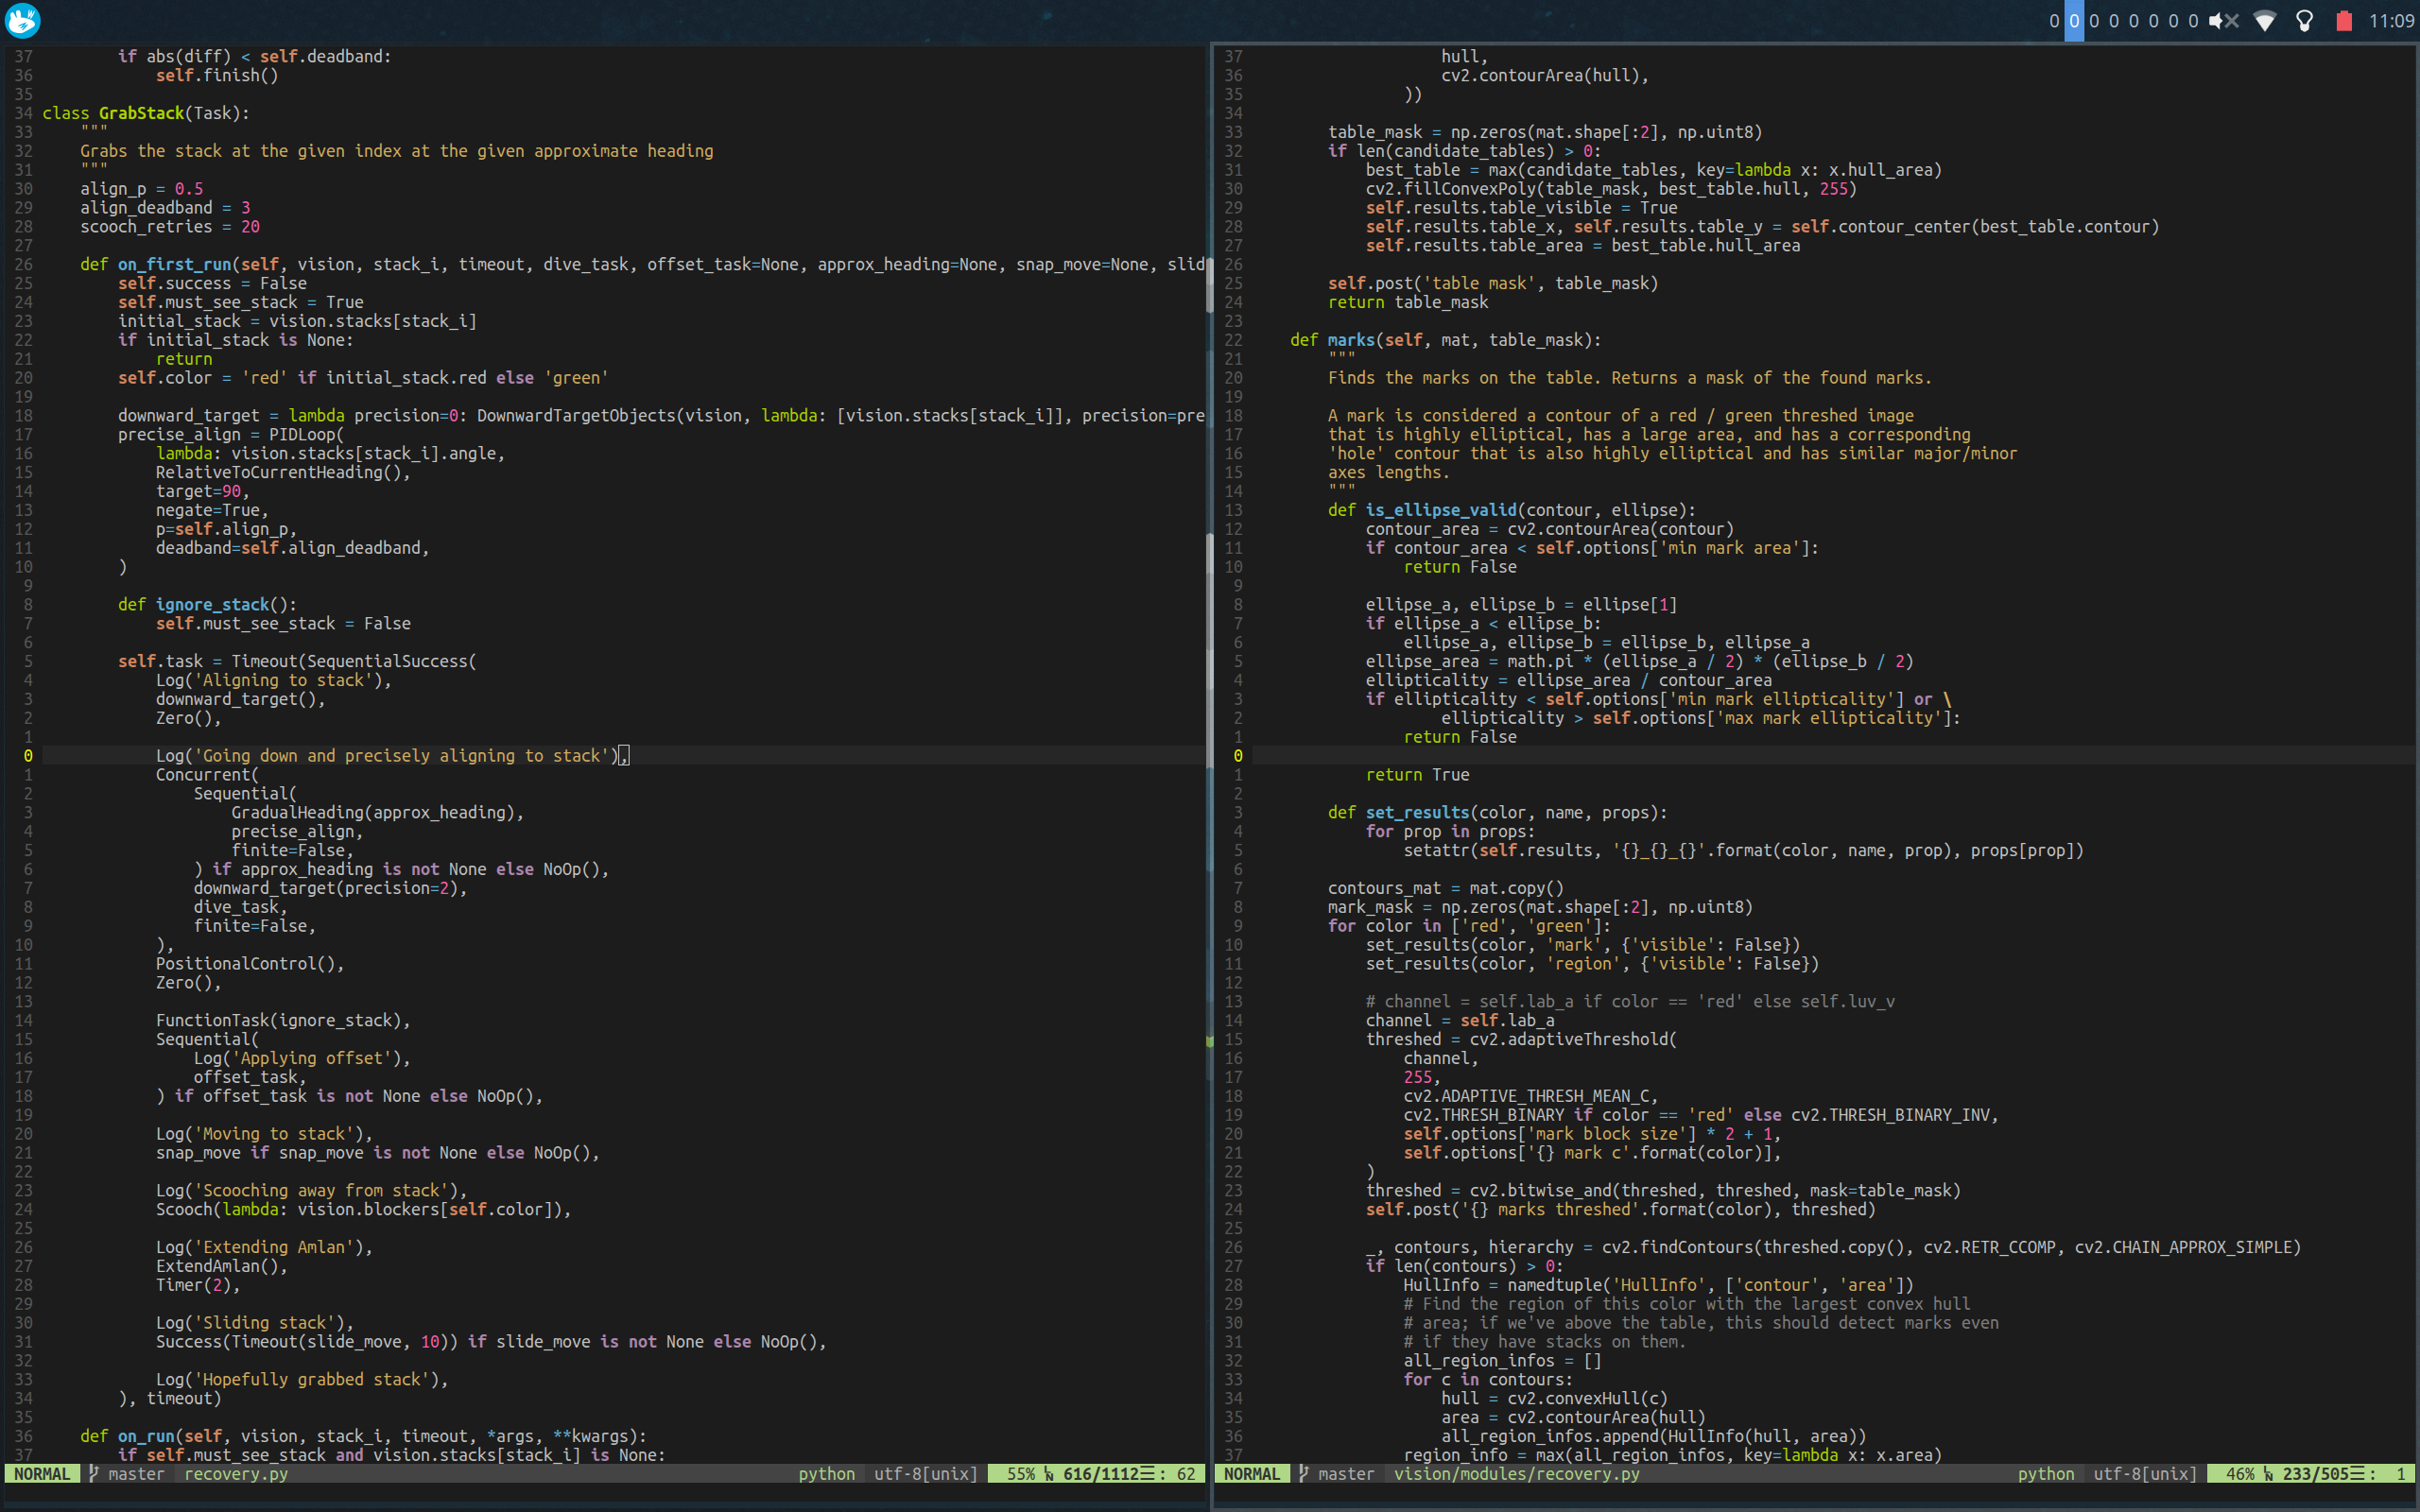 0 0 0 0 0 0 0 0 11:09
37 if abs(diff) < self.deadband:
36 self.finish()
35
34 class GrabStack(Task):
33 """
32 Grabs the stack at the given index at the given approximate heading
31 """
30 align_p = 0.5
29 align_deadband = 3
28 scooch_retries = 20
27
26 def on_first_run(self, vision, stack_i, timeout, dive_task, offset_task=None, approx_heading=None, snap_move=None, slid
25 self.success = False
24 self.must_see_stack = True
23 initial_stack = vision.stacks[stack_i]
22 if initial_stack is None:
21 return
20 self.color = 'red' if initial_stack.red else 'green'
19
18 downward_target = lambda precision=0: DownwardTargetObjects(vision, lambda: [vision.stacks[stack_i]], precision=pre
17 precise_align = PIDLoop(
16 lambda: vision.stacks[stack_i].angle,
15 RelativeToCurrentHeading(),
14 target=90,
13 negate=True,
12 p=self.align_p,
11 deadband=self.align_deadband,
10 )
9
8 def ignore_stack():
7 self.must_see_stack = False
6
5 self.task = Timeout(SequentialSuccess(
4 Log('Aligning to stack'),
3 downward_target(),
2 Zero(),
1
0 Log('Going down and precisely aligning to stack'),
1 Concurrent(
2 Sequential(
3 GradualHeading(approx_heading),
4 precise_align,
5 finite=False,
6 ) if approx_heading is not None else NoOp(),
7 downward_target(precision=2),
8 dive_task,
9 finite=False,
10 ),
11 PositionalControl(),
12 Zero(),
13
14 FunctionTask(ignore_stack),
15 Sequential(
16 Log('Applying offset'),
17 offset_task,
18 ) if offset_task is not None else NoOp(),
19
20 Log('Moving to stack'),
21 snap_move if snap_move is not None else NoOp(),
22
23 Log('Scooching away from stack'),
24 Scooch(lambda: vision.blockers[self.color]),
25
26 Log('Extending Amlan'),
27 ExtendAmlan(),
28 Timer(2),
29
30 Log('Sliding stack'),
31 Success(Timeout(slide_move, 10)) if slide_move is not None else NoOp(),
32
33 Log('Hopefully grabbed stack'),
34 ), timeout)
35
36 def on_run(self, vision, stack_i, timeout, *args, **kwargs):
37 if self.must_see_stack and vision.stacks[stack_i] is None:
NORMAL master recovery.py python utf-8[unix] 55% 616/1112 : 62
37 hull,
36 cv2.contourArea(hull),
35 ))
34
33 table_mask = np.zeros(mat.shape[:2], np.uint8)
32 if len(candidate_tables) > 0:
31 best_table = max(candidate_tables, key=lambda x: x.hull_area)
30 cv2.fillConvexPoly(table_mask, best_table.hull, 255)
29 self.results.table_visible = True
28 self.results.table_x, self.results.table_y = self.contour_center(best_table.contour)
27 self.results.table_area = best_table.hull_area
26
25 self.post('table mask', table_mask)
24 return table_mask
23
22 def marks(self, mat, table_mask):
21 """
20 Finds the marks on the table. Returns a mask of the found marks.
19
18 A mark is considered a contour of a red / green threshed image
17 that is highly elliptical, has a large area, and has a corresponding
16 'hole' contour that is also highly elliptical and has similar major/minor
15 axes lengths.
14 """
13 def is_ellipse_valid(contour, ellipse):
12 contour_area = cv2.contourArea(contour)
11 if contour_area < self.options['min mark area']:
10 return False
9
8 ellipse_a, ellipse_b = ellipse[1]
7 if ellipse_a < ellipse_b:
6 ellipse_a, ellipse_b = ellipse_b, ellipse_a
5 ellipse_area = math.pi * (ellipse_a / 2) * (ellipse_b / 2)
4 ellipticality = ellipse_area / contour_area
3 if ellipticality < self.options['min mark ellipticality'] or \
2 ellipticality > self.options['max mark ellipticality']:
1 return False
0
1 return True
2
3 def set_results(color, name, props):
4 for prop in props:
5 setattr(self.results, '{}_{}_{}'.format(color, name, prop), props[prop])
6
7 contours_mat = mat.copy()
8 mark_mask = np.zeros(mat.shape[:2], np.uint8)
9 for color in ['red', 'green']:
10 set_results(color, 'mark', {'visible': False})
11 set_results(color, 'region', {'visible': False})
12
13 # channel = self.lab_a if color == 'red' else self.luv_v
14 channel = self.lab_a
15 threshed = cv2.adaptiveThreshold(
16 channel,
17 255,
18 cv2.ADAPTIVE_THRESH_MEAN_C,
19 cv2.THRESH_BINARY if color == 'red' else cv2.THRESH_BINARY_INV,
20 self.options['mark block size'] * 2 + 1,
21 self.options['{} mark c'.format(color)],
22 )
23 threshed = cv2.bitwise_and(threshed, threshed, mask=table_mask)
24 self.post('{} marks threshed'.format(color), threshed)
25
26 _, contours, hierarchy = cv2.findContours(threshed.copy(), cv2.RETR_CCOMP, cv2.CHAIN_APPROX_SIMPLE)
27 if len(contours) > 0:
28 HullInfo = namedtuple('HullInfo', ['contour', 'area'])
29 # Find the region of this color with the largest convex hull
30 # area; if we've above the table, this should detect marks even
31 # if they have stacks on them.
32 all_region_infos = []
33 for c in contours:
34 hull = cv2.convexHull(c)
35 area = cv2.contourArea(hull)
36 all_region_infos.append(HullInfo(hull, area))
37 region_info = max(all_region_infos, key=lambda x: x.area)
NORMAL master vision/modules/recovery.py python utf-8[unix] 46% 233/505 : 1